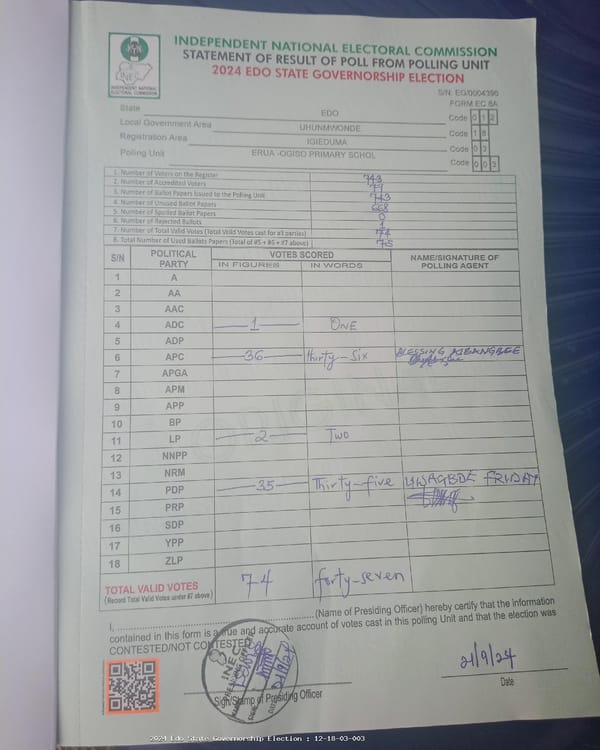 INDEPENDENT NATIONAL ELECTORAL COMMISSION
STATEMENT OF RESULT OF POLL FROM POLLING UNIT
2024 EDO STATE GOVERNORSHIP ELECTION
INEC
INDEPENDENT NATIONAL
ELECTORAL COMMISSION
S/N: EG/0004390
FORM EC 8A
State EDO Code 0 1 2
Local Government Area UHUNMWONDE Code 1 8
Registration Area IGIEDUMA Code 0 3
Polling Unit ERUA -OGISO PRIMARY SCHOL Code 0 0 3
1. Number of Voters on the Register 743
2. Number of Accredited Voters
3. Number of Ballot Papers Issued to the Polling Unit 743
4. Number of Unused Ballot Papers 668
5. Number of Spoiled Ballot Papers 0
6. Number of Rejected Ballots 1
7. Number of Total Valid Votes (Total Valid Votes cast for all parties) 74
8. Total Number of Used Ballots Papers (Total of #5 + #6 + #7 above) 75
S/N POLITICAL PARTY VOTES SCORED NAME/SIGNATURE OF POLLING AGENT
IN FIGURES IN WORDS
1 A
2 AA
3 AAC
4 ADC 1 ONE
5 ADP
6 APC 36 thirty-six BLESSING
7 APGA
8 APM
9 APP
10 BP
11 LP 2 TWO
12 NNPP
13 NRM
14 PDP 35 Thirty-five UWAGBOE FRIDAY
15 PRP
16 SDP
17 YPP
18 ZLP
TOTAL VALID VOTES 74 forty-seven
(Record Total Valid Votes under #7 above)
I, (Name of Presiding Officer) hereby certify that the information
contained in this form is a true and accurate account of votes cast in this polling Unit and that the election was
CONTESTED/NOT CONTESTED
INEC
21/9/24
Sign/Stamp of Presiding Officer
Date
2024 Edo State Governorship Election : 12-18-03-003